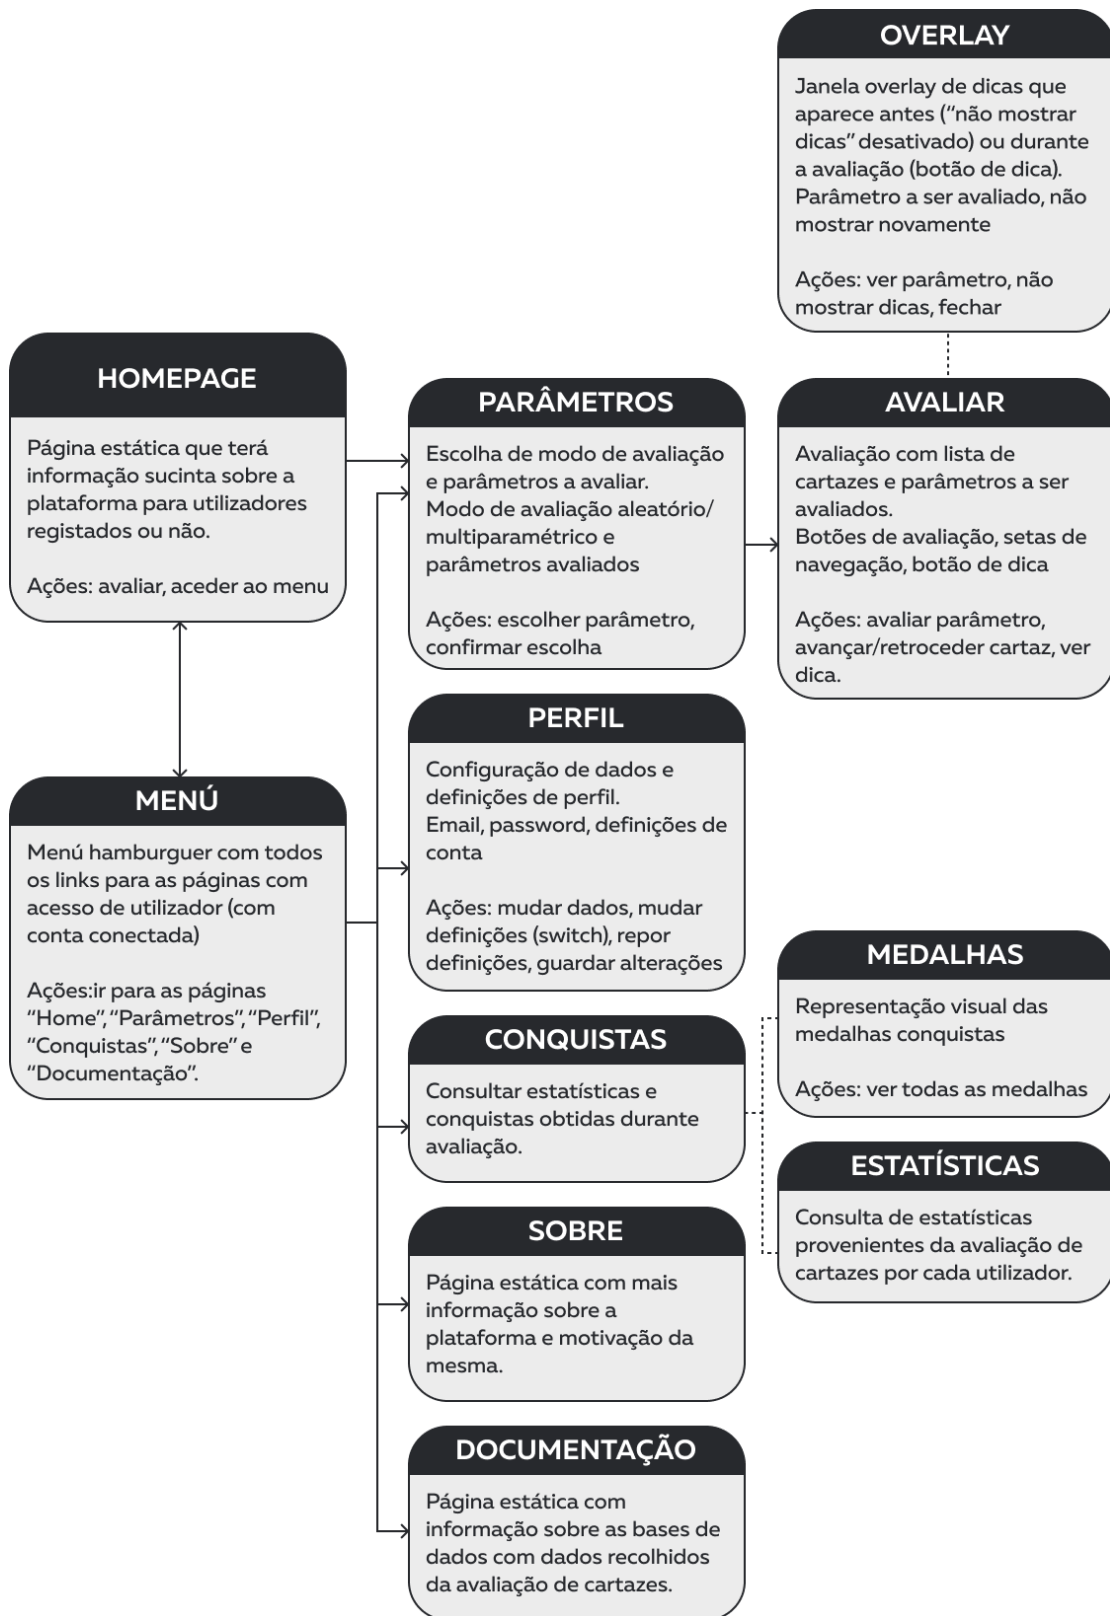 OVERLAY
Janela overlay de dicas que
aparece antes (“não mostrar
dicas” desativado) ou durante
a avaliação (botão de dica).
Parâmetro a ser avaliado, não
mostrar novamente
Ações: ver parâmetro, não
mostrar dicas, fechar
HOMEPAGE
Página estática que terá
informação sucinta sobre a
plataforma para utilizadores
registados ou não.
Ações: avaliar, aceder ao menu
PARÂMETROS
Escolha de modo de avaliação
e parâmetros a avaliar.
Modo de avaliação aleatório/
multiparamétrico e
parâmetros avaliados
Ações: escolher parâmetro,
confirmar escolha
AVALIAR
Avaliação com lista de
cartazes e parâmetros a ser
avaliados.
Botões de avaliação, setas de
navegação, botão de dica
Ações: avaliar parâmetro,
avançar/retroceder cartaz, ver
dica.
MENÚ
Menú hamburguer com todos
os links para as páginas com
acesso de utilizador (com
conta conectada)
Ações:ir para as páginas
“Home”, “Parâmetros”, “Perfil”,
“Conquistas”, “Sobre” e
“Documentação”.
PERFIL
Configuração de dados e
definições de perfil.
Email, password, definições de
conta
Ações: mudar dados, mudar
definições (switch), repor
definições, guardar alterações
CONQUISTAS
Consultar estatísticas e
conquistas obtidas durante
avaliação.
MEDALHAS
Representação visual das
medalhas conquistas
Ações: ver todas as medalhas
ESTATÍSTICAS
Consulta de estatísticas
provenientes da avaliação de
cartazes por cada utilizador.
SOBRE
Página estática com mais
informação sobre a
plataforma e motivação da
mesma.
DOCUMENTAÇÃO
Página estática com
informação sobre as bases de
dados com dados recolhidos
da avaliação de cartazes.